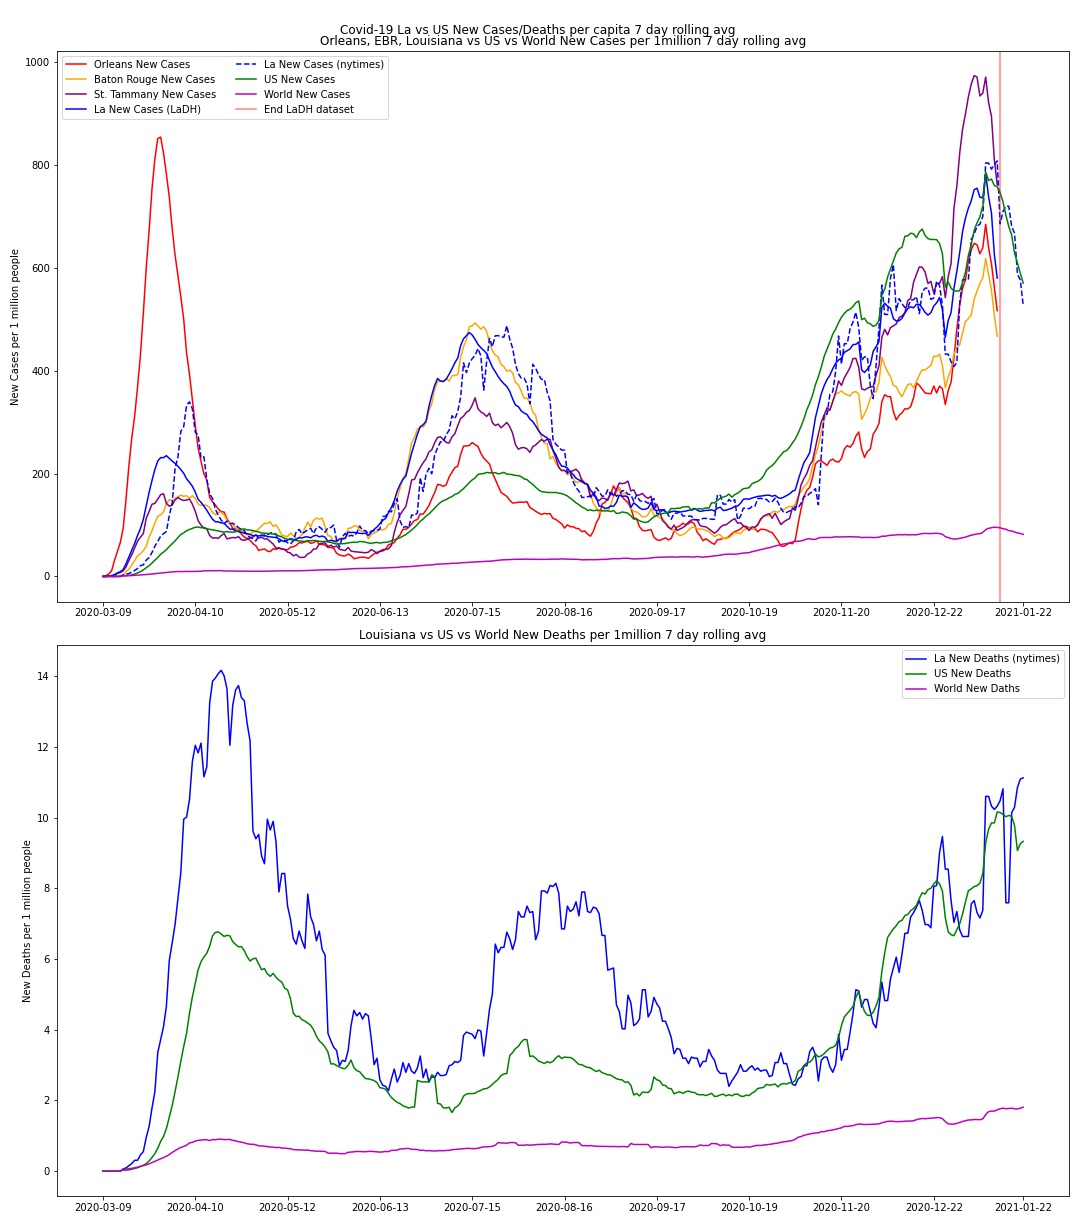 Covid-19 La vs US New Cases/Deaths per capita 7 day rolling avg
Orleans, EBR, Louisiana vs US vs World New Cases per 1million 7 day rolling avg
Orleans New Cases
Baton Rouge New Cases
St. Tammany New Cases
La New Cases (LaDH)
La New Cases (nytimes)
US New Cases
World New Cases
End LaDH dataset
New Cases per 1 million people
1000
800
600
400
200
0
2020-03-09 2020-04-10 2020-05-12 2020-06-13 2020-07-15 2020-08-16 2020-09-17 2020-10-19 2020-11-20 2020-12-22 2021-01-22
Louisiana vs US vs World New Deaths per 1million 7 day rolling avg
La New Deaths (nytimes)
US New Deaths
World New Daths
New Deaths per 1 million people
14
12
10
8
6
4
2
0
2020-03-09 2020-04-10 2020-05-12 2020-06-13 2020-07-15 2020-08-16 2020-09-17 2020-10-19 2020-11-20 2020-12-22 2021-01-22